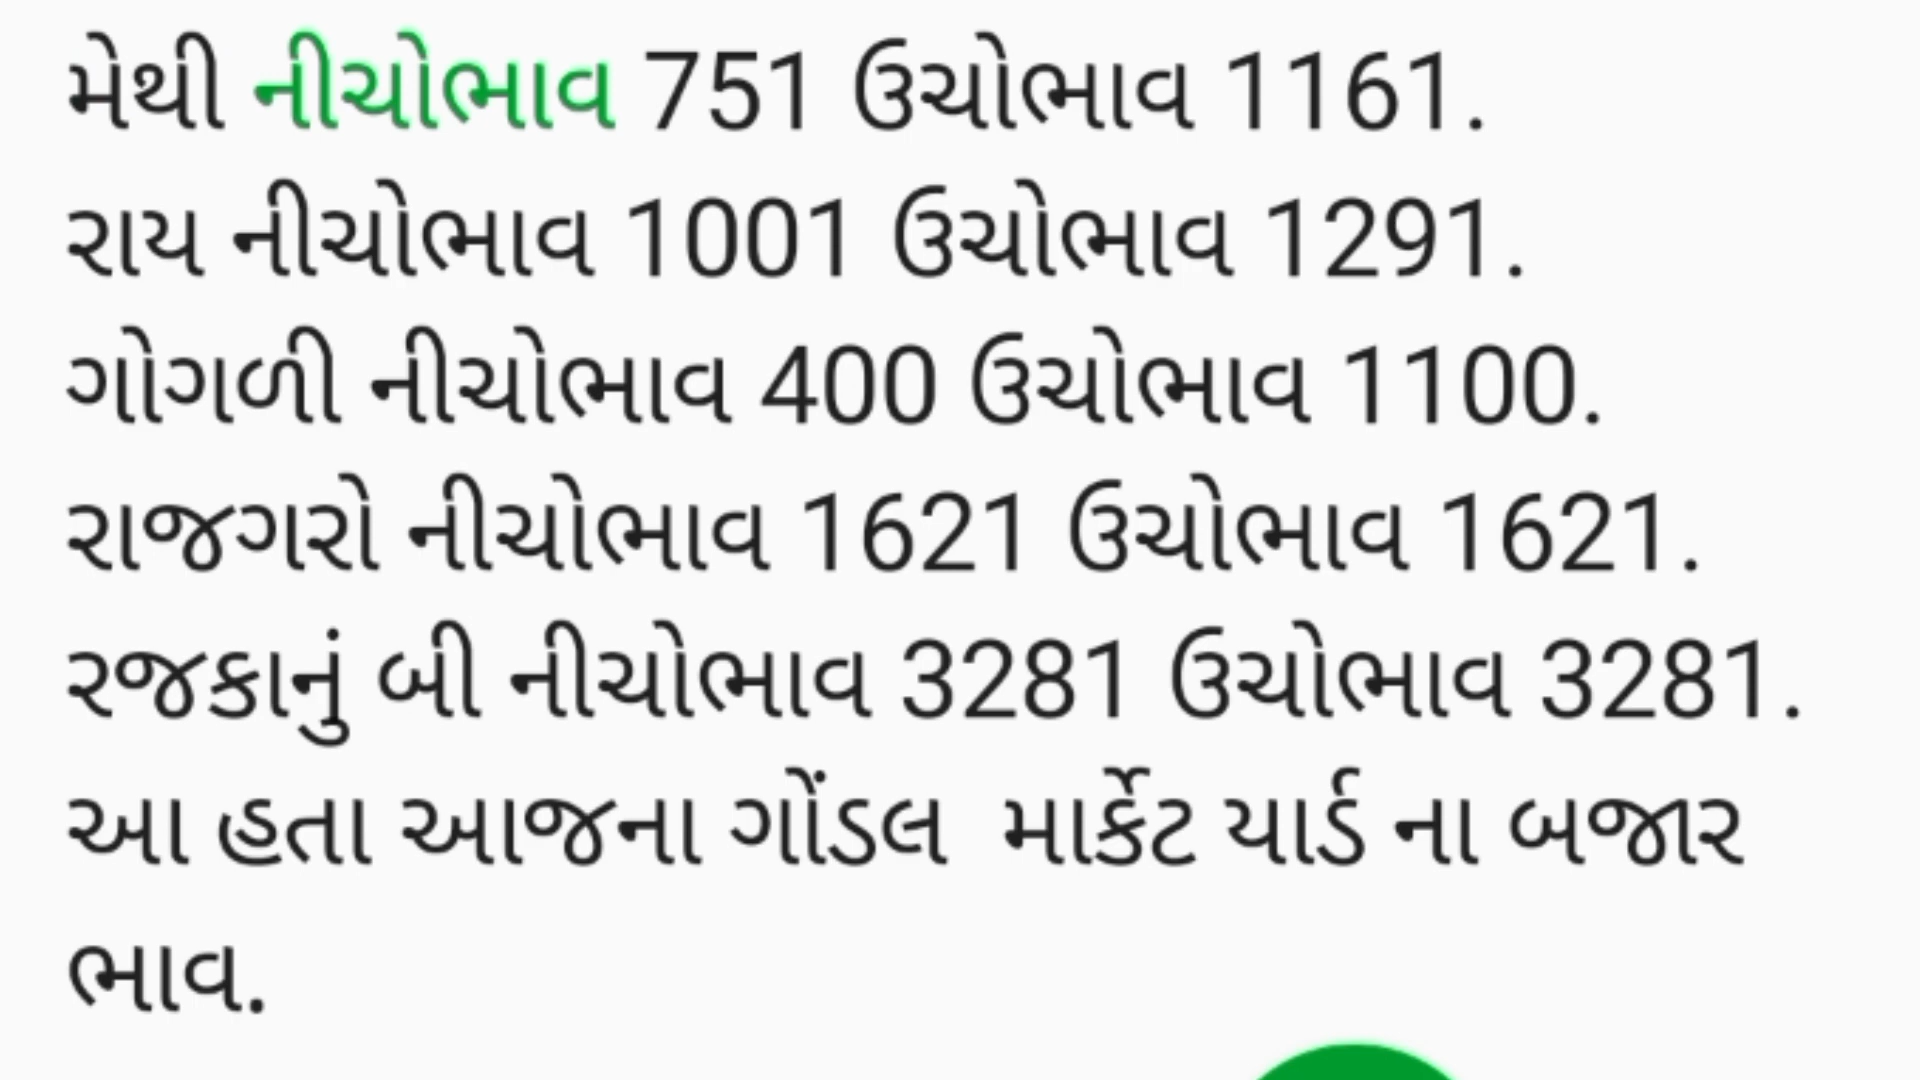 મેથી નીચોભાવ 751 ઉચોભાવ 1161.
રાય નીચોભાવ 1001 ઉચોભાવ 1291.
ગોગળી નીચોભાવ 400 ઉચોભાવ 1100.
રાજગરો નીચોભાવ 1621 ઉચોભાવ 1621.
રજકાનું બી નીચોભાવ 3281 ઉચોભાવ 3281.
આ હતા આજના ગોંડલ  માર્કેટ યાર્ડ ના બજાર
ભાવ.